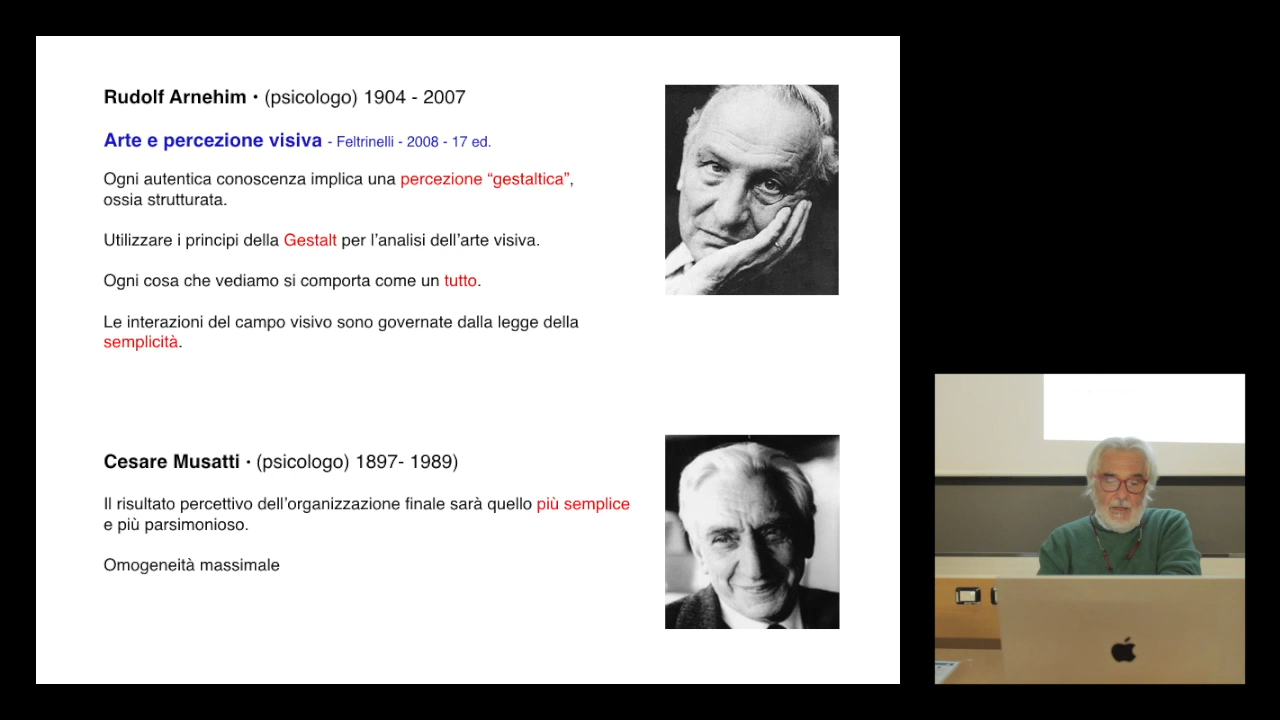 Rudolf Arnehim • (psicologo) 1904 - 2007
Arte e percezione visiva - Feltrinelli - 2008 - 17 ed.
Ogni autentica conoscenza implica una percezione “gestaltica”,
ossia strutturata.
Utilizzare i principi della Gestalt per l’analisi dell’arte visiva.
Ogni cosa che vediamo si comporta come un tutto.
Le interazioni del campo visivo sono governate dalla legge della
semplicità.
Cesare Musatti • (psicologo) 1897- 1989)
Il risultato percettivo dell’organizzazione finale sarà quello più semplice
e più parsimonioso.
Omogeneità massimale